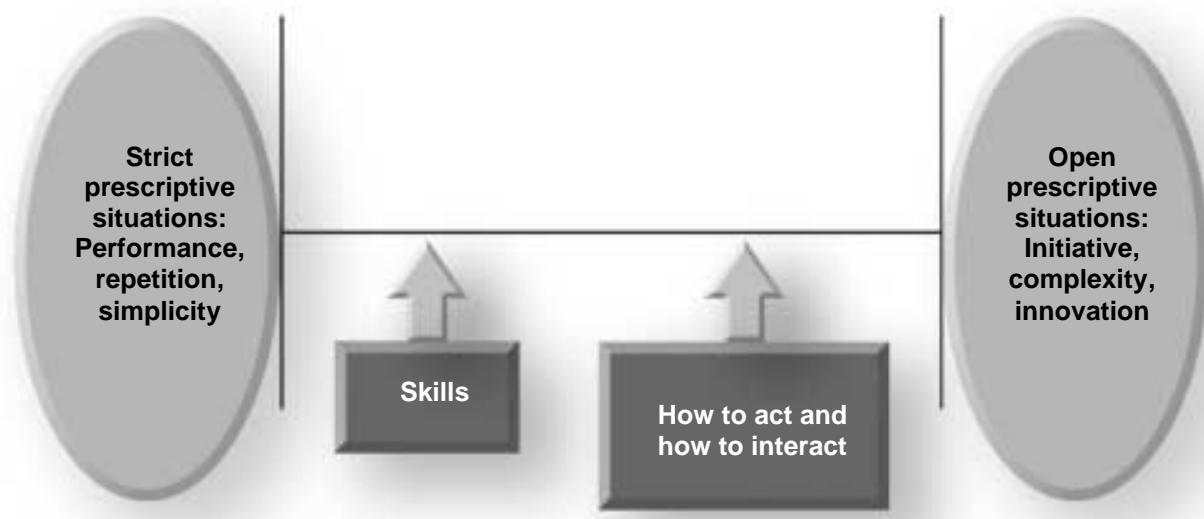 Strict
prescriptive
situations:
Performance,
repetition,
simplicity
Skills
How to act and
how to interact
Open
prescriptive
situations:
Initiative,
complexity,
innovation